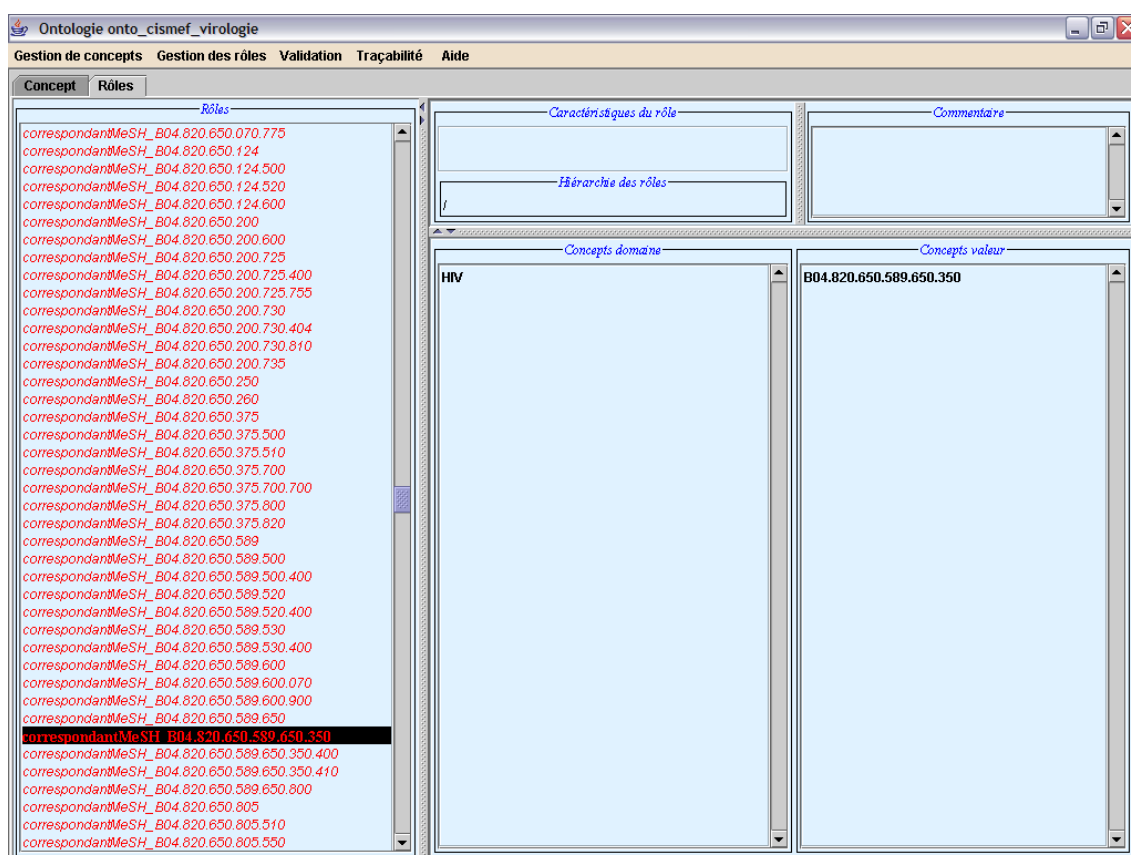 Ontologie onto_cismef_virologie
Gestion de concepts Gestion des rôles Validation Traçabilité Aide
Concept Rôles
Rôles
correspondantMeSH_B04.820.650.070.775
correspondantMeSH_B04.820.650.124
correspondantMeSH_B04.820.650.124.500
correspondantMeSH_B04.820.650.124.520
correspondantMeSH_B04.820.650.124.600
correspondantMeSH_B04.820.650.200
correspondantMeSH_B04.820.650.200.600
correspondantMeSH_B04.820.650.200.725
correspondantMeSH_B04.820.650.200.725.400
correspondantMeSH_B04.820.650.200.725.755
correspondantMeSH_B04.820.650.200.730
correspondantMeSH_B04.820.650.200.730.404
correspondantMeSH_B04.820.650.200.730.810
correspondantMeSH_B04.820.650.200.735
correspondantMeSH_B04.820.650.250
correspondantMeSH_B04.820.650.260
correspondantMeSH_B04.820.650.375
correspondantMeSH_B04.820.650.375.500
correspondantMeSH_B04.820.650.375.510
correspondantMeSH_B04.820.650.375.700
correspondantMeSH_B04.820.650.375.700.700
correspondantMeSH_B04.820.650.375.800
correspondantMeSH_B04.820.650.375.820
correspondantMeSH_B04.820.650.589
correspondantMeSH_B04.820.650.589.500
correspondantMeSH_B04.820.650.589.500.400
correspondantMeSH_B04.820.650.589.520
correspondantMeSH_B04.820.650.589.520.400
correspondantMeSH_B04.820.650.589.530
correspondantMeSH_B04.820.650.589.530.400
correspondantMeSH_B04.820.650.589.600
correspondantMeSH_B04.820.650.589.600.070
correspondantMeSH_B04.820.650.589.600.900
correspondantMeSH_B04.820.650.589.650
correspondantMeSH_B04.820.650.589.650.350
correspondantMeSH_B04.820.650.589.650.350.400
correspondantMeSH_B04.820.650.589.650.350.410
correspondantMeSH_B04.820.650.589.650.800
correspondantMeSH_B04.820.650.805
correspondantMeSH_B04.820.650.805.510
correspondantMeSH_B04.820.650.805.550
Caractéristiques du rôle
Hiérarchie des rôles
/
Commentaire
Concepts domaine
HIV
Concepts valeur
B04.820.650.589.650.350